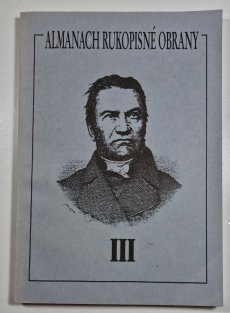 ALMANACH RUKOPISNÉ OBRANY
III